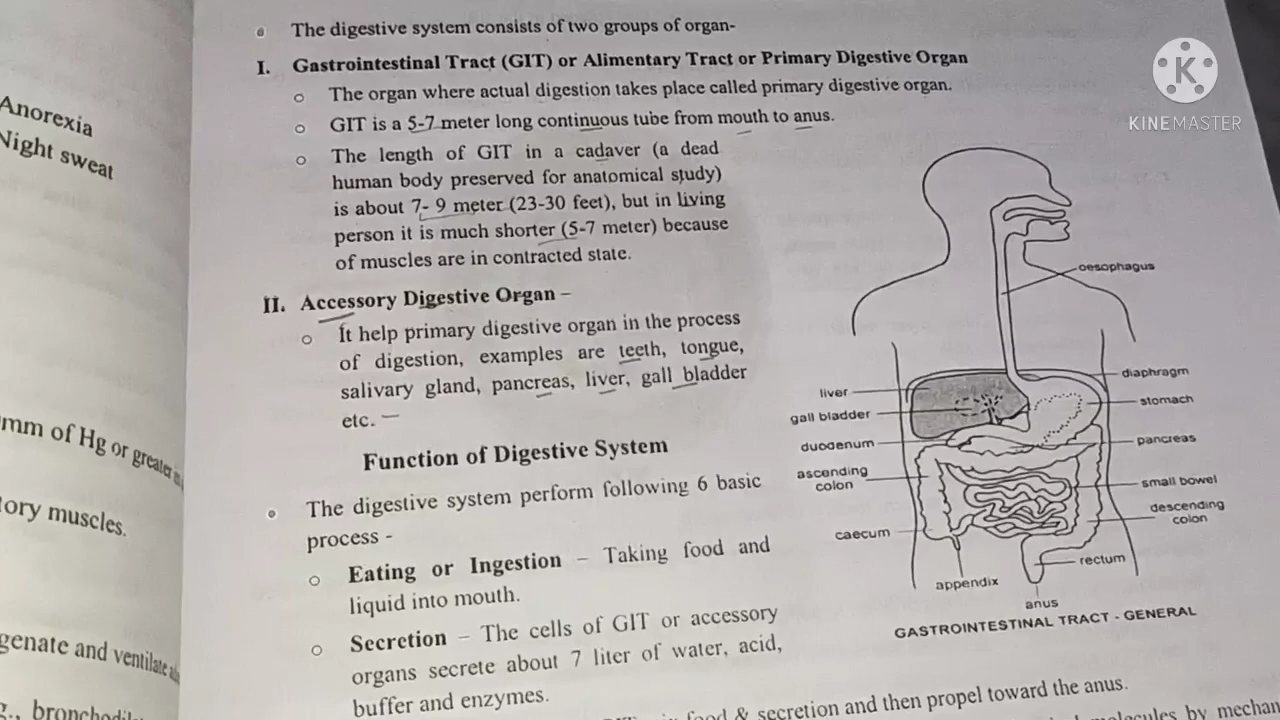 The digestive system consists of two groups of organ-
I. Gastrointestinal Tract (GIT) or Alimentary Tract or Primary Digestive Organ
The organ where actual digestion takes place called primary digestive organ.
GIT is a 5-7 meter long continuous tube from mouth to anus.
The length of GIT in a cadaver (a dead
human body preserved for anatomical study)
is about 7- 9 meter (23-30 feet), but in living
person it is much shorter (5-7 meter) because
of muscles are in contracted state.
II. Accessory Digestive Organ –
It help primary digestive organ in the process
of digestion, examples are teeth, tongue,
salivary gland, pancreas, liver, gall bladder
etc.
Function of Digestive System
The digestive system perform following 6 basic
process -
Eating or Ingestion – Taking food and
liquid into mouth.
Secretion – The cells of GIT or accessory
organs secrete about 7 liter of water, acid,
buffer and enzymes.
food & secretion and then propel toward the anus.
molecules by mechan
Anorexia
Night sweat
mm of Hg or greater
tory muscles.
genate and ventilate
g., bronchodil
K
KINEMASTER
oesophagus
diaphragm
liver
stomach
gall bladder
duodenum
pancreas
ascending
colon
small bowel
descending
colon
caecum
rectum
appendix
anus
GASTROINTESTINAL TRACT - GENERAL